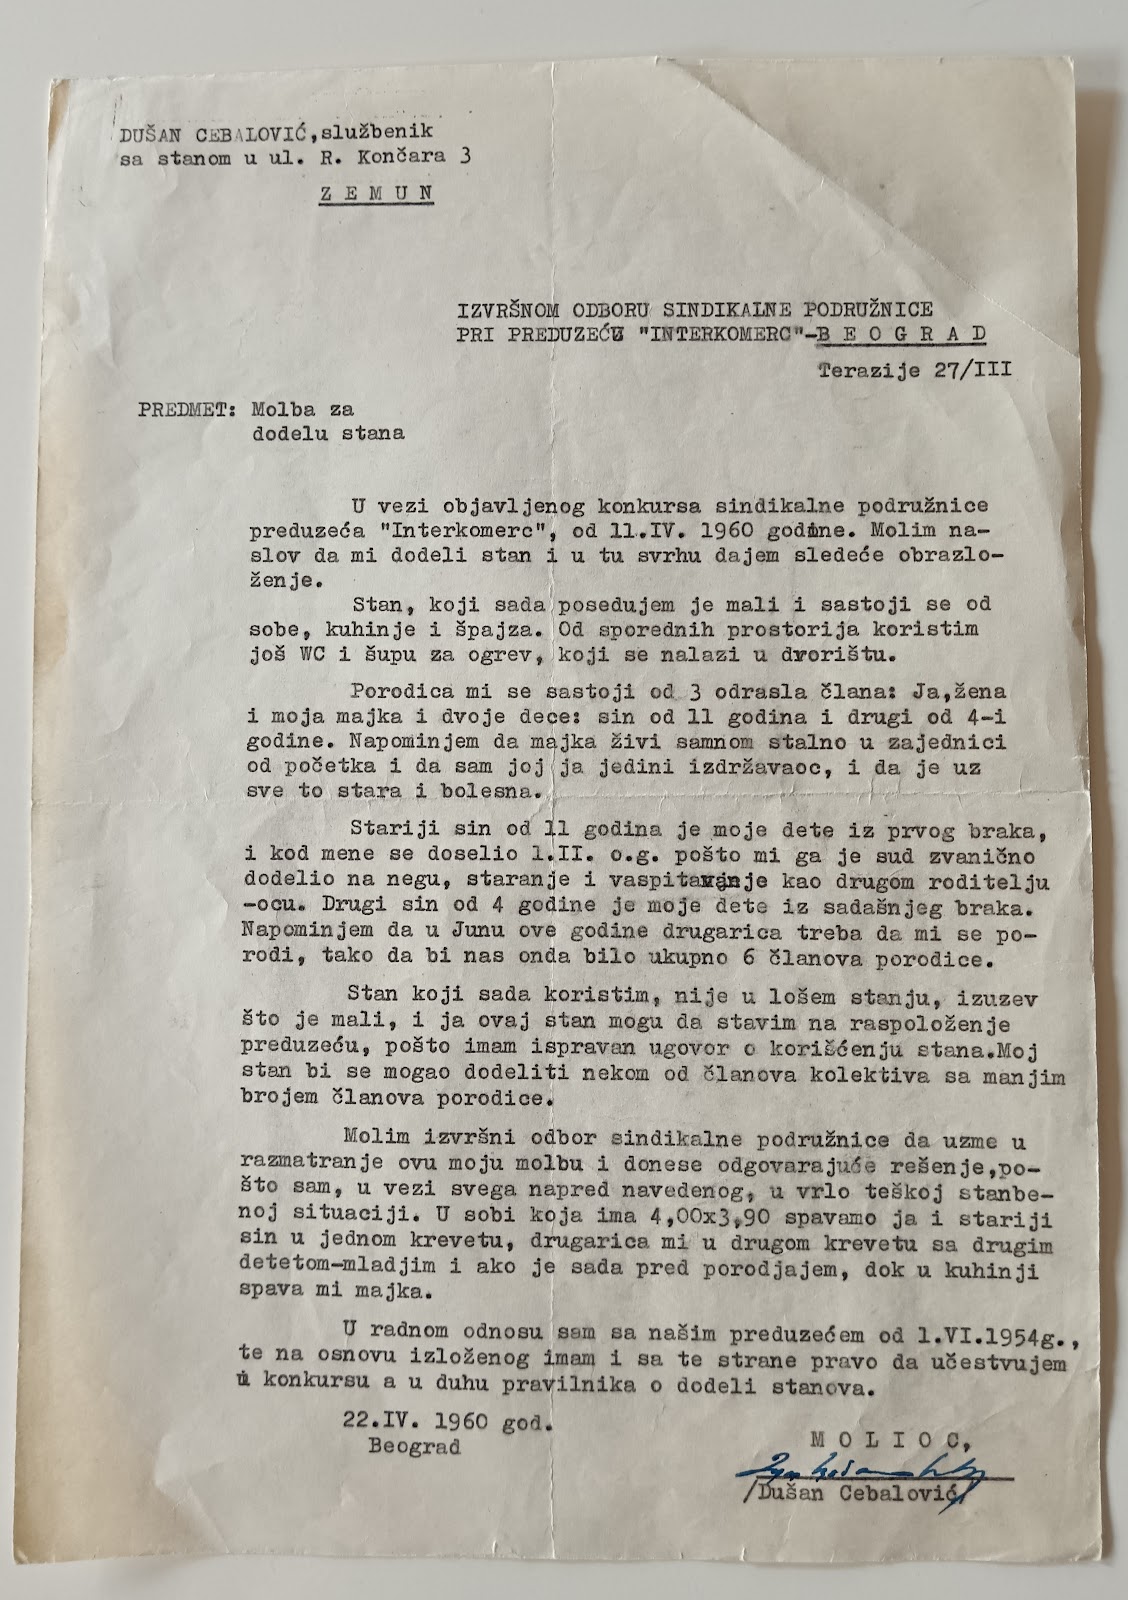 DUŠAN CEBALOVIĆ,službenik
sa stanom u ul. R. Končara 3
Z E M U N
IZVRŠNOM ODBORU SINDIKALNE PODRUŽNICE
PRI PREDUZEĆU "INTERKOMERC"-B E O G R A D
Terazije 27/III
PREDMET: Molba za
dodelu stana
U vezi objavljenog konkursa sindikalne podružnice
preduzeća "Interkomerc", od 11.IV. 1960 godine. Molim na-
slov da mi dodeli stan i u tu svrhu dajem sledeće obrazlo-
ženje.
Stan, koji sada posedujem je mali i sastoji se od
sobe, kuhinje i špajza. Od sporednih prostorija koristim
još WC i šupu za ogrev, koji se nalazi u dvorištu.
Porodica mi se sastoji od 3 odrasla člana: Ja,žena
i moja majka i dvoje dece: sin od 11 godina i drugi od 4-i
godine. Napominjem da majka živi samnom stalno u zajednici
od početka i da sam joj ja jedini izdržavaoc, i da je uz
sve to stara i bolesna.
Stariji sin od 11 godina je moje dete iz prvog braka,
i kod mene se doselio 1.II. o.g. pošto mi ga je sud zvanično
dodelio na negu, staranje i vaspitavanje kao drugom roditelju
-ocu. Drugi sin od 4 godine je moje dete iz sadašnjeg braka.
Napominjem da u Junu ove godine drugarica treba da mi se po-
rodi, tako da bi nas onda bilo ukupno 6 članova porodice.
Stan koji sada koristim, nije u lošem stanju, izuzev
što je mali, i ja ovaj stan mogu da stavim na raspoloženje
preduzeću, pošto imam ispravan ugovor o korišćenju stana.Moj
stan bi se mogao dodeliti nekom od članova kolektiva sa manjim
brojem članova porodice.
Molim izvršni odbor sindikalne podružnice da uzme u
razmatranje ovu moju molbu i donese odgovarajuće rešenje,po-
što sam, u vezi svega napred navedenog, u vrlo teškoj stanbe-
noj situaciji. U sobi koja ima 4,00x3,90 spavamo ja i stariji
sin u jednom krevetu, drugarica mi u drugom krevetu sa drugim
detetom-mladjim i ako je sada pred porodjajem, dok u kuhinji
spava mi majka.
U radnom odnosu sam sa našim preduzećem od 1.VI.1954g.,
te na osnovu izloženog imam i sa te strane pravo da učestvujem
u konkursu a u duhu pravilnika o dodeli stanova.
22.IV. 1960 god.
Beograd
M O L I O C,
/Dušan Cebalović/